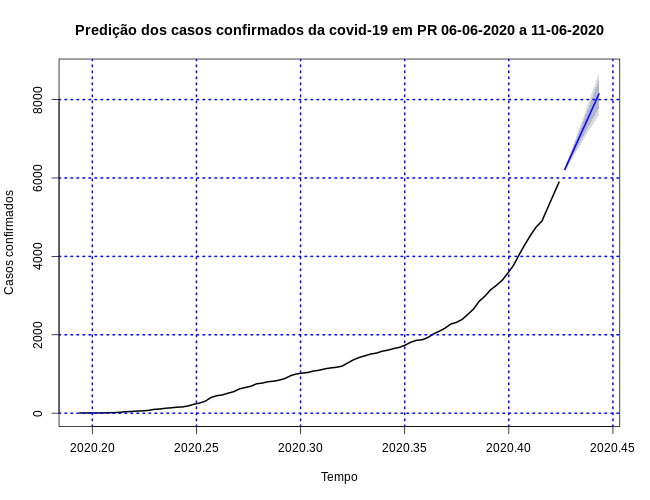 Predição dos casos confirmados da covid-19 em PR 06-06-2020 a 11-06-2020
Casos confirmados
8000
6000
4000
2000
0
2020.20 2020.25 2020.30 2020.35 2020.40 2020.45
Tempo